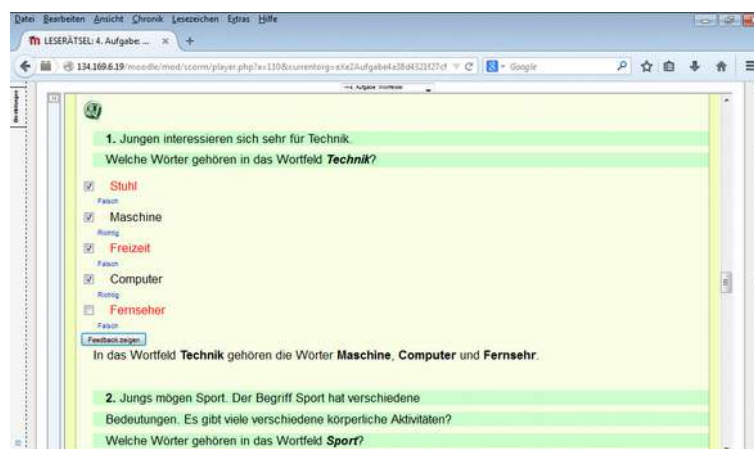 Datei Bearbeiten Ansicht Chronik Lesezeichen Extras Hilfe
LESERÄTSEL: 4. Aufgabe: ...
134.169.6.19/moodle/mod/scorm/player.php?a=110&currentorg=eXe2Aufgabe4e38d4321f27cf
Google
1. Jungen interessieren sich sehr für Technik.
Welche Wörter gehören in das Wortfeld Technik?
Stuhl
Falsch
Maschine
Richtig
Freizeit
Falsch
Computer
Richtig
Fernseher
Falsch
Feedback zeigen
In das Wortfeld Technik gehören die Wörter Maschine, Computer und Fernsehr.
2. Jungs mögen Sport. Der Begriff Sport hat verschiedene
Bedeutungen. Es gibt viele verschiedene körperliche Aktivitäten?
Welche Wörter gehören in das Wortfeld Sport?